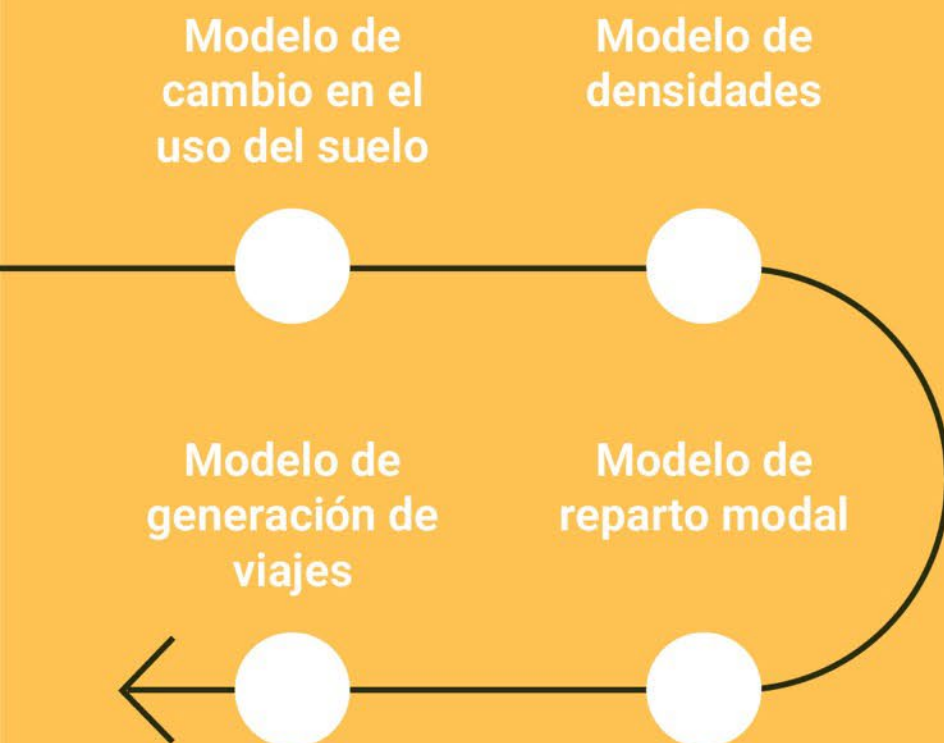 Modelo de
cambio en el
uso del suelo
Modelo de
densidades
Modelo de
generación de
viajes
Modelo de
reparto modal